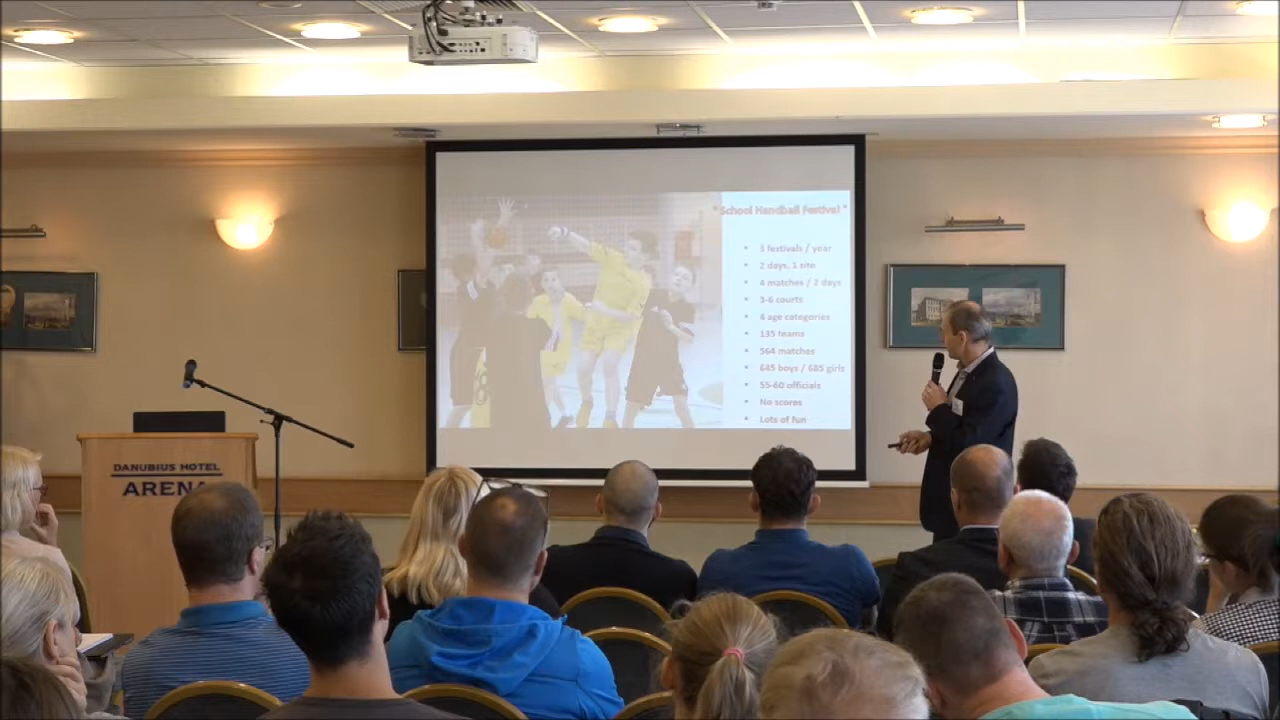 "School Handball Festival"
• 3 festivals / year
• 2 days, 1 site
• 4 matches / 2 days
• 3-6 courts
• 4 age categories
• 135 teams
• 564 matches
• 645 boys / 685 girls
• 55-60 officials
• No scores
• Lots of fun
DANUBIUS HOTEL
ARENA